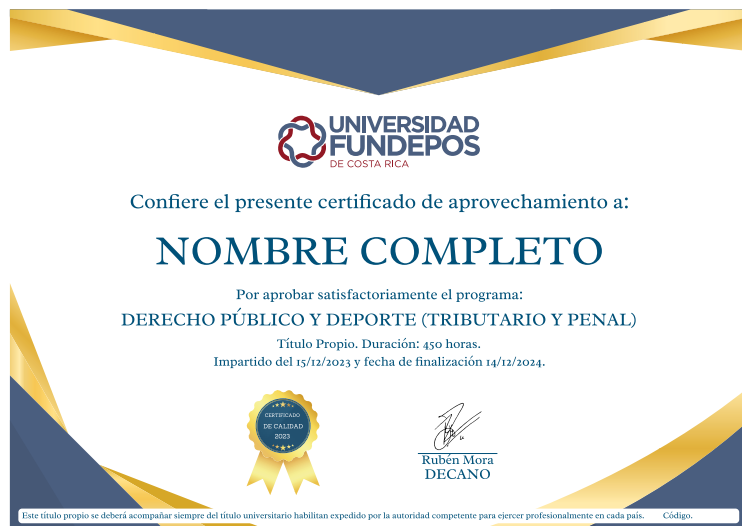 UNIVERSIDAD
FUNDEPOS
DE COSTA RICA
Confiere el presente certificado de aprovechamiento a:
NOMBRE COMPLETO
Por aprobar satisfactoriamente el programa:
DERECHO PÚBLICO Y DEPORTE (TRIBUTARIO Y PENAL)
Título Propio. Duración: 450 horas.
Impartido del 15/12/2023 y fecha de finalización 14/12/2024.
CERTIFICADO
DE CALIDAD
2023
Rubén Mora
DECANO
Este título propio se deberá acompañar siempre del título universitario habilitan expedido por la autoridad competente para ejercer profesionalmente en cada país. Código.